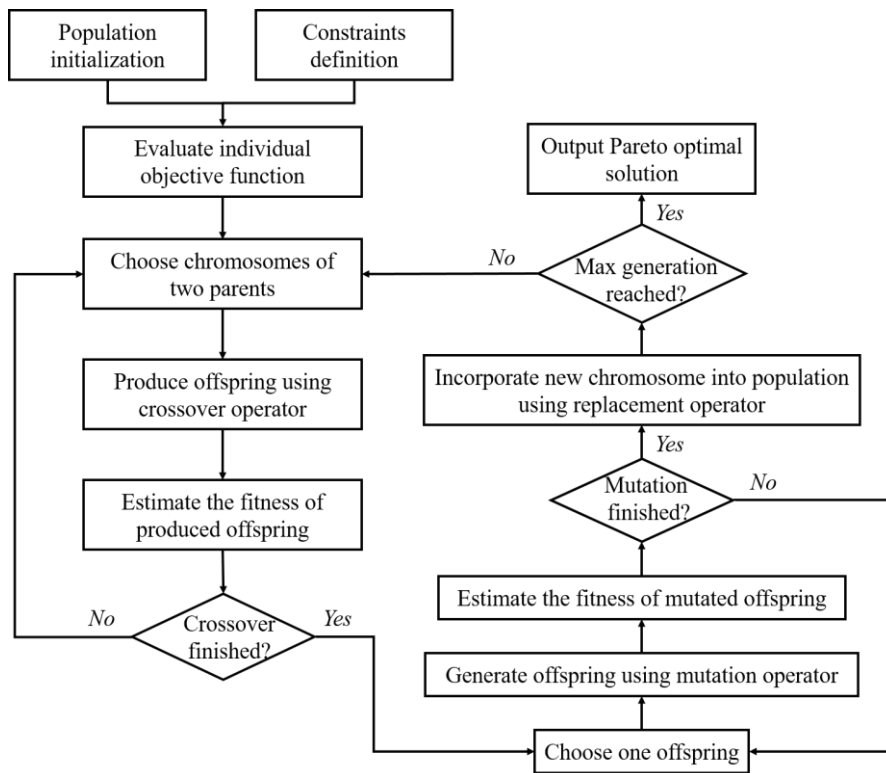 Population
initialization
Constraints
definition
Evaluate individual
objective function
Choose chromosomes of
two parents
Produce offspring using
crossover operator
Estimate the fitness of
produced offspring
No
Crossover
finished?
Yes
Output Pareto optimal
solution
Yes
No
Max generation
reached?
Incorporate new chromosome into population
using replacement operator
Yes
Mutation
finished?
No
Estimate the fitness of mutated offspring
Generate offspring using mutation operator
Choose one offspring